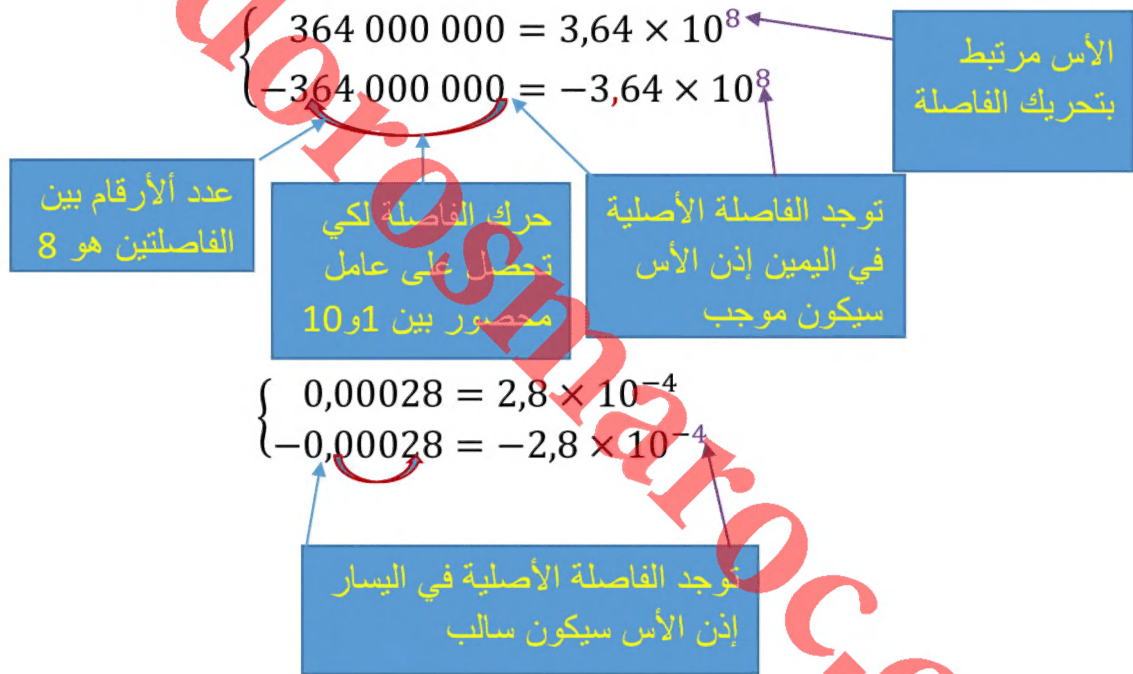 364 000 000 = 3,64 × 10⁸
−364 000 000 = −3,64 × 10⁸
الأس مرتبط
بتحريك الفاصلة
توجد الفاصلة الأصلية
في اليمين إذن الأس
سيكون موجب
حرك الفاصلة لكي
تحصل على عامل
محصور بين 1و10
عدد ألأرقام بين
الفاصلتين هو 8
0,00028 = 2,8 × 10⁻⁴
−0,00028 = −2,8 × 10⁻⁴
توجد الفاصلة الأصلية في اليسار
إذن الأس سيكون سالب
dorosmaroc.